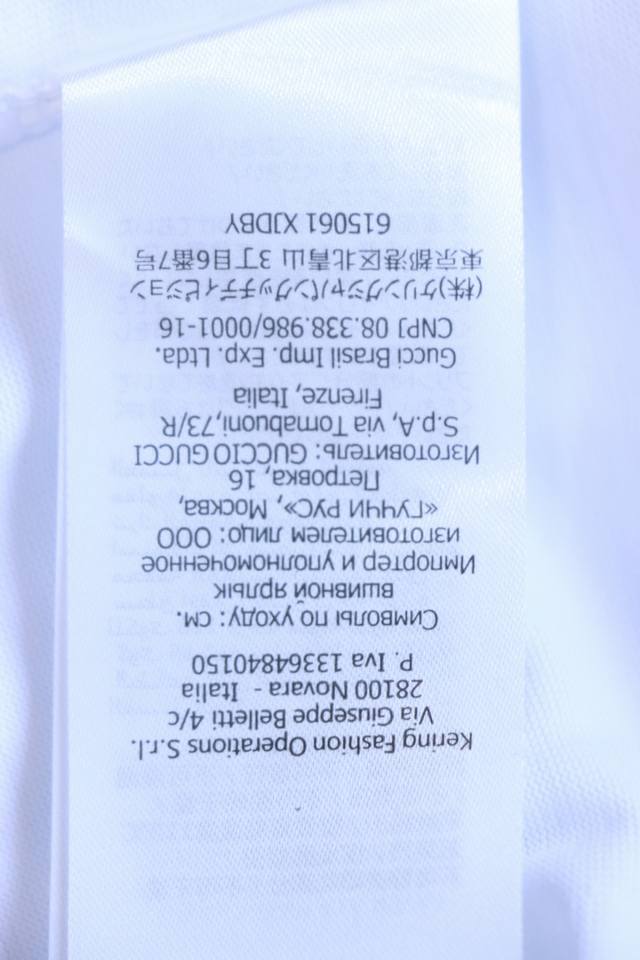 Kering Fashion Operations S.r.l.
Via Giuseppe Belletti 4/c
28100 Novara - Italia
P. Iva 13364840150
Символы по уходу: см.
вшивной ярлык
Импортер и уполномоченное
изготовителем лицо: ООО
«ГУЧЧИ РУС», Москва,
Петровка, 16
Изготовитель: GUCCIO GUCCI
S.p.A, via Tornabuoni,73/R
Firenze, Italia
Gucci Brasil Imp. Exp. Ltda.
CNPJ 08.338.986/0001-16
(株)ケリングジャパングッチディビジョン
東京都港区北青山 3丁目6番7号
615061 XJDBY